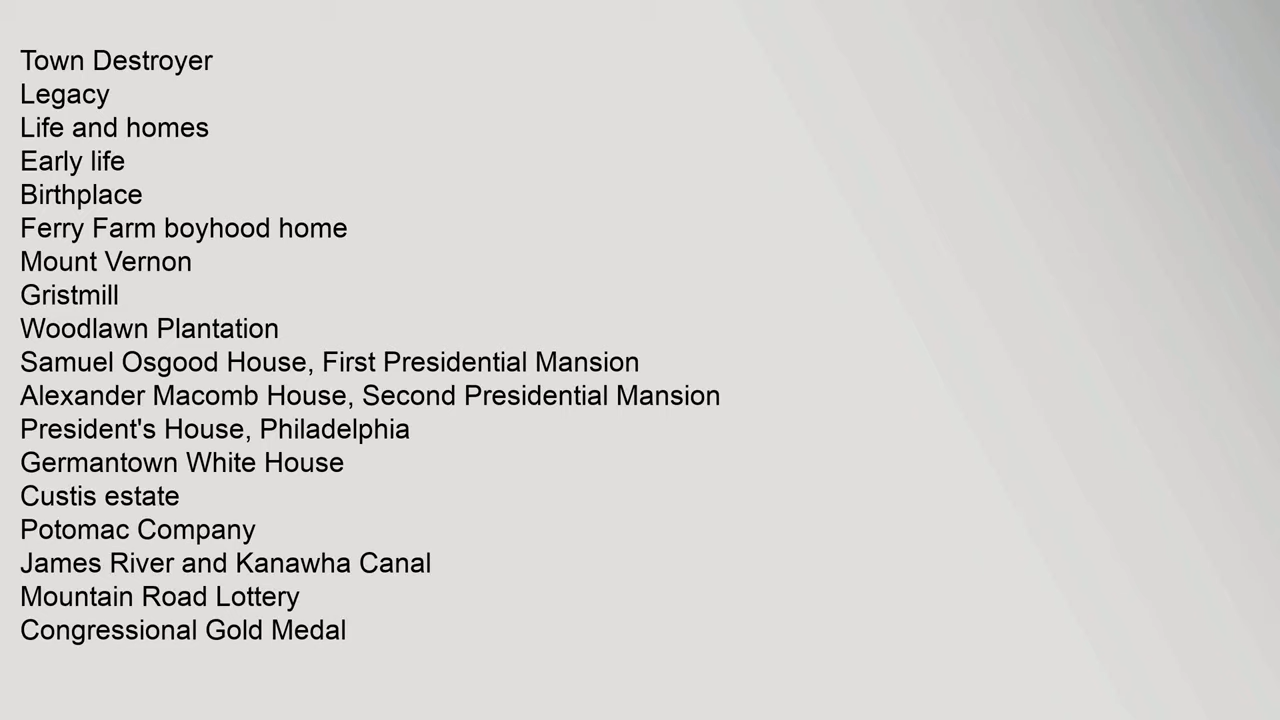 Town Destroyer
Legacy
Life and homes
Early life
Birthplace
Ferry Farm boyhood home
Mount Vernon
Gristmill
Woodlawn Plantation
Samuel Osgood House, First Presidential Mansion
Alexander Macomb House, Second Presidential Mansion
President's House, Philadelphia
Germantown White House
Custis estate
Potomac Company
James River and Kanawha Canal
Mountain Road Lottery
Congressional Gold Medal